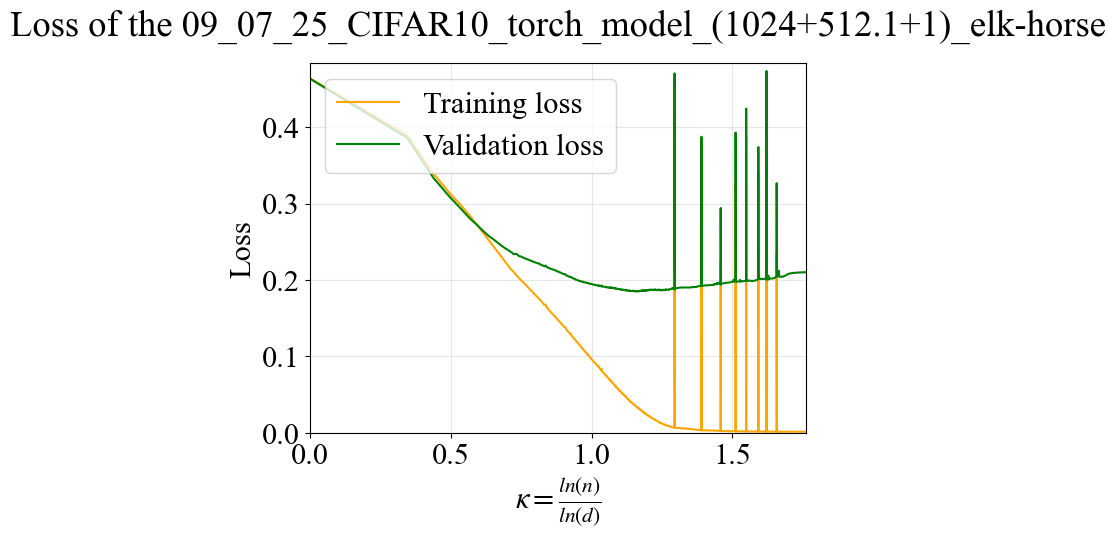 Loss of the 09_07_25_CIFAR10_torch_model_(1024+512.1+1)_elk-horse
Training loss
Validation loss
0.4
0.3
0.2
0.1
0.0
Loss
0.0 0.5 1.0 1.5
κ = ln(n)
ln(d)